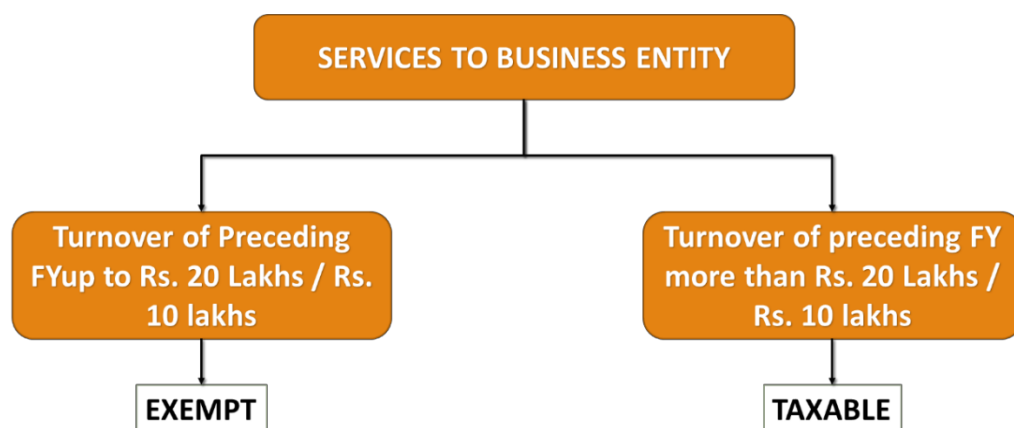 SERVICES TO BUSINESS ENTITY
Turnover of Preceding
FYup to Rs. 20 Lakhs / Rs.
10 lakhs
Turnover of preceding FY
more than Rs. 20 Lakhs /
Rs. 10 lakhs
EXEMPT
TAXABLE